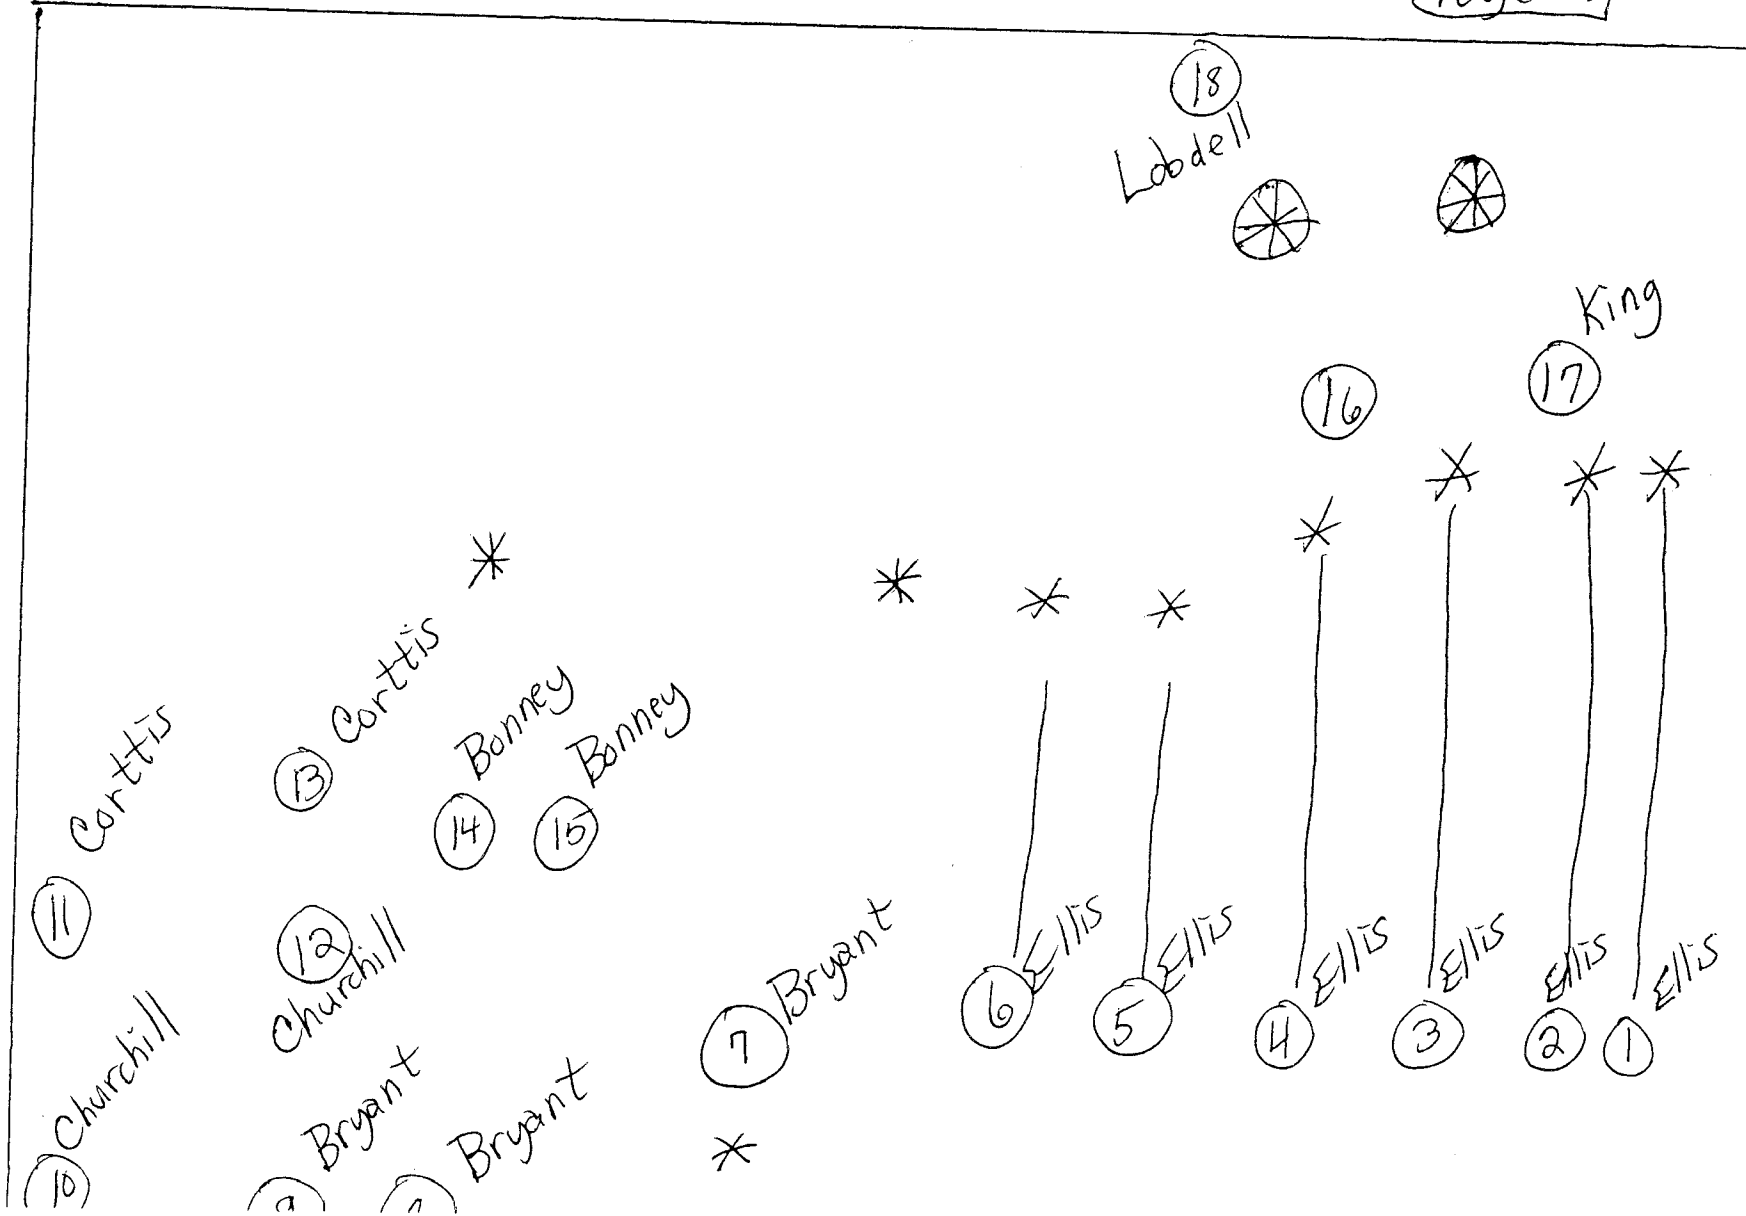 18
Lobdell
King
17
16
Corttis
13
Corttis
Bonney
Bonney
14
15
11
12
Churchill
Bryant
7
Ellis
6
Ellis
5
Ellis
4
Ellis
3
Ellis
2
Ellis
1
Churchill
10
Bryant
Bryant